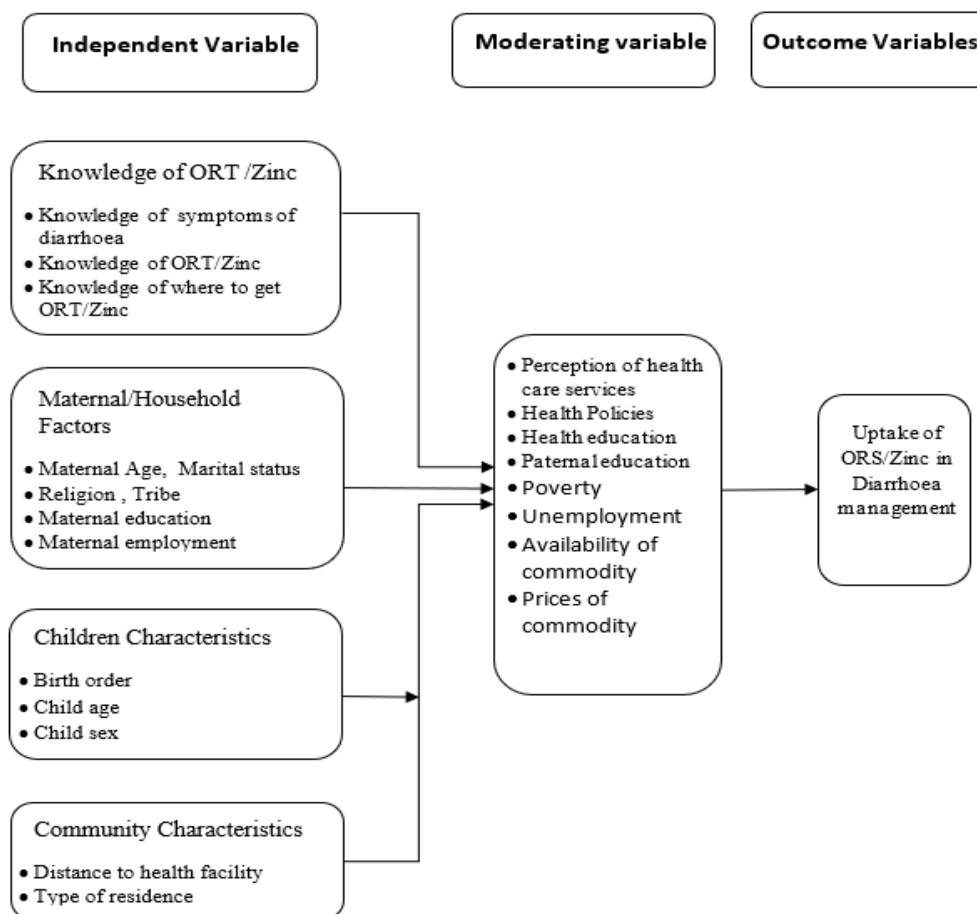 Independent Variable
Moderating variable
Outcome Variables
Knowledge of ORT /Zinc
• Knowledge of symptoms of
diarrhoea
• Knowledge of ORT/Zinc
• Knowledge of where to get
ORT/Zinc
Maternal/Household
Factors
• Maternal Age, Marital status
• Religion , Tribe
• Maternal education
• Maternal employment
Children Characteristics
• Birth order
• Child age
• Child sex
Community Characteristics
• Distance to health facility
• Type of residence
• Perception of health
care services
• Health Policies
• Health education
• Paternal education
• Poverty
• Unemployment
• Availability of
commodity
• Prices of
commodity
Uptake of
ORS/Zinc in
Diarrhoea
management